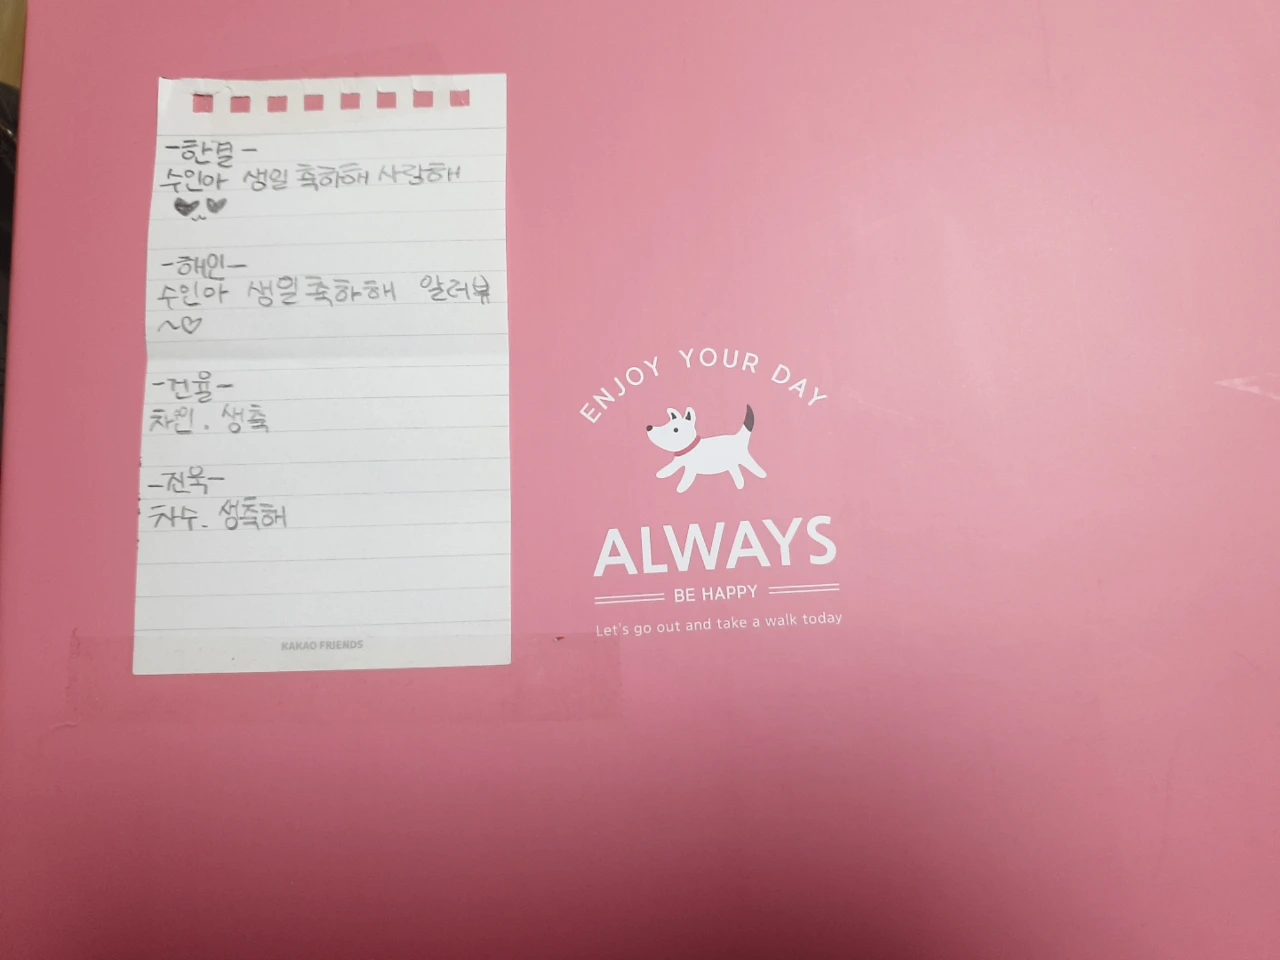 -한결-
수인아 생일 축하해 사랑해
-해인-
수인아 생일 축하해 알러뷰
~♡
-건율-
차인. 생축
-진욱-
차수. 생축해
KAKAO FRIENDS
ENJOY YOUR DAY
ALWAYS
BE HAPPY
Let's go out and take a walk today